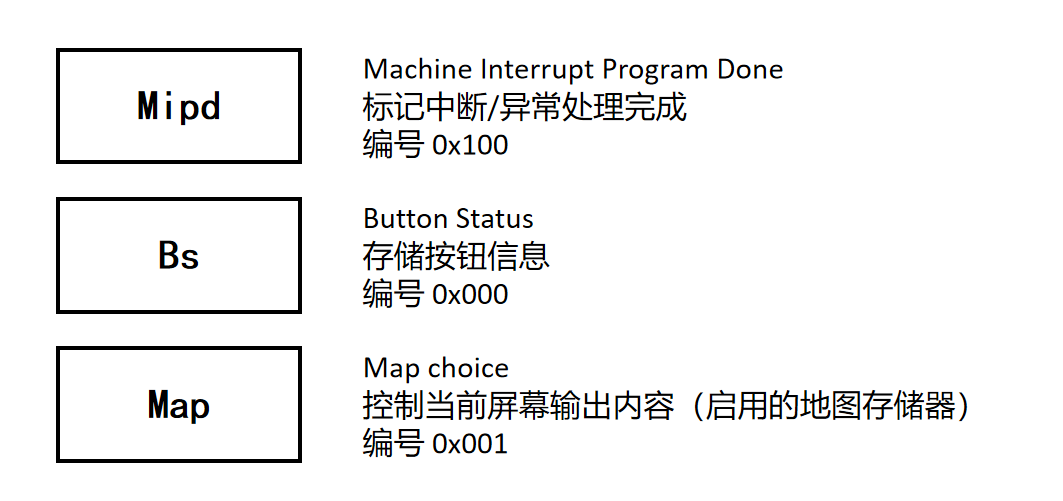 Mipd
Machine Interrupt Program Done
标记中断/异常处理完成
编号 0x100
Bs
Button Status
存储按钮信息
编号 0x000
Map
Map choice
控制当前屏幕输出内容（启用的地图存储器）
编号 0x001